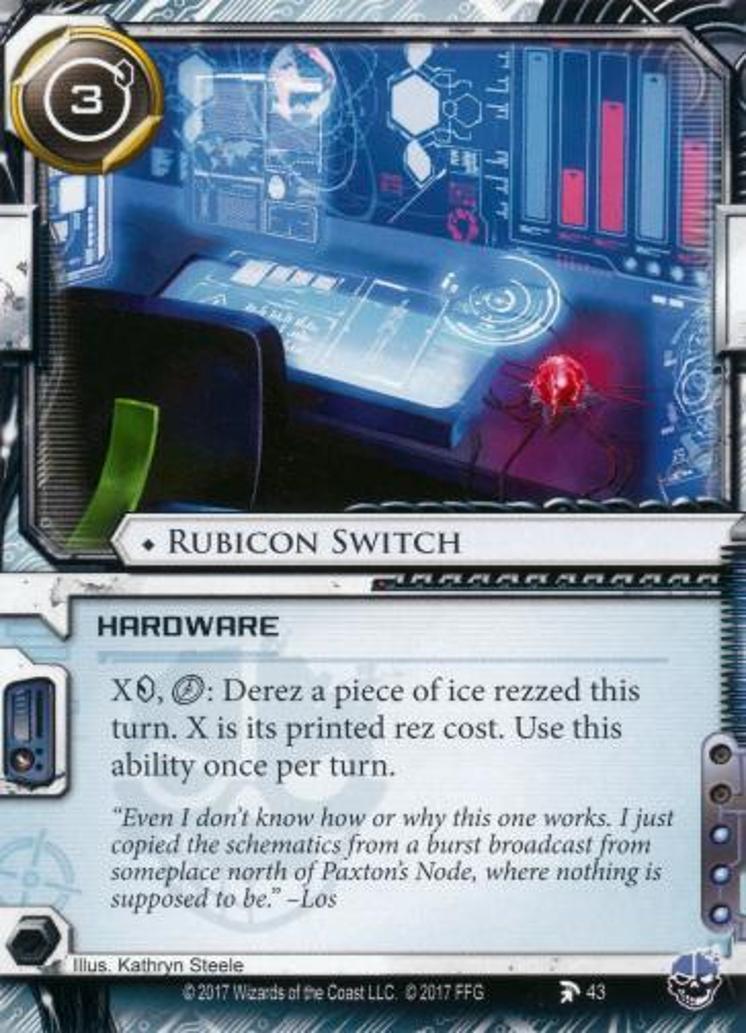 3
◆ RUBICON SWITCH
HARDWARE
X, : Derez a piece of ice rezzed this
turn. X is its printed rez cost. Use this
ability once per turn.
“Even I don’t know how or why this one works. I just
copied the schematics from a burst broadcast from
someplace north of Paxton’s Node, where nothing is
supposed to be.” –Los
Illus. Kathryn Steele
© 2017 Wizards of the Coast LLC. © 2017 FFG 43